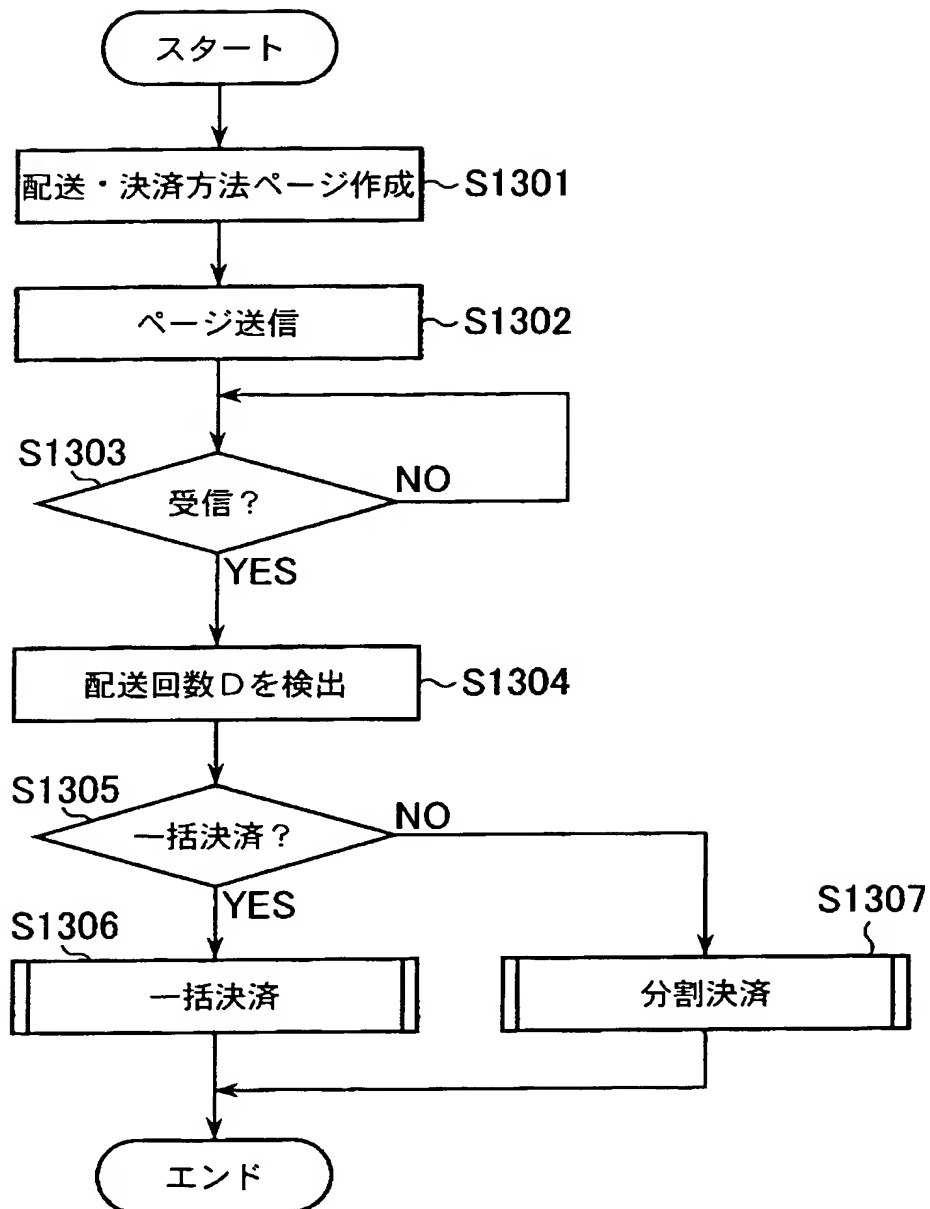 スタート
配送・決済方法ページ作成
S1301
ページ送信
S1302
S1303
受信？
NO
YES
配送回数Dを検出
S1304
S1305
一括決済？
NO
YES
S1306
一括決済
S1307
分割決済
エンド